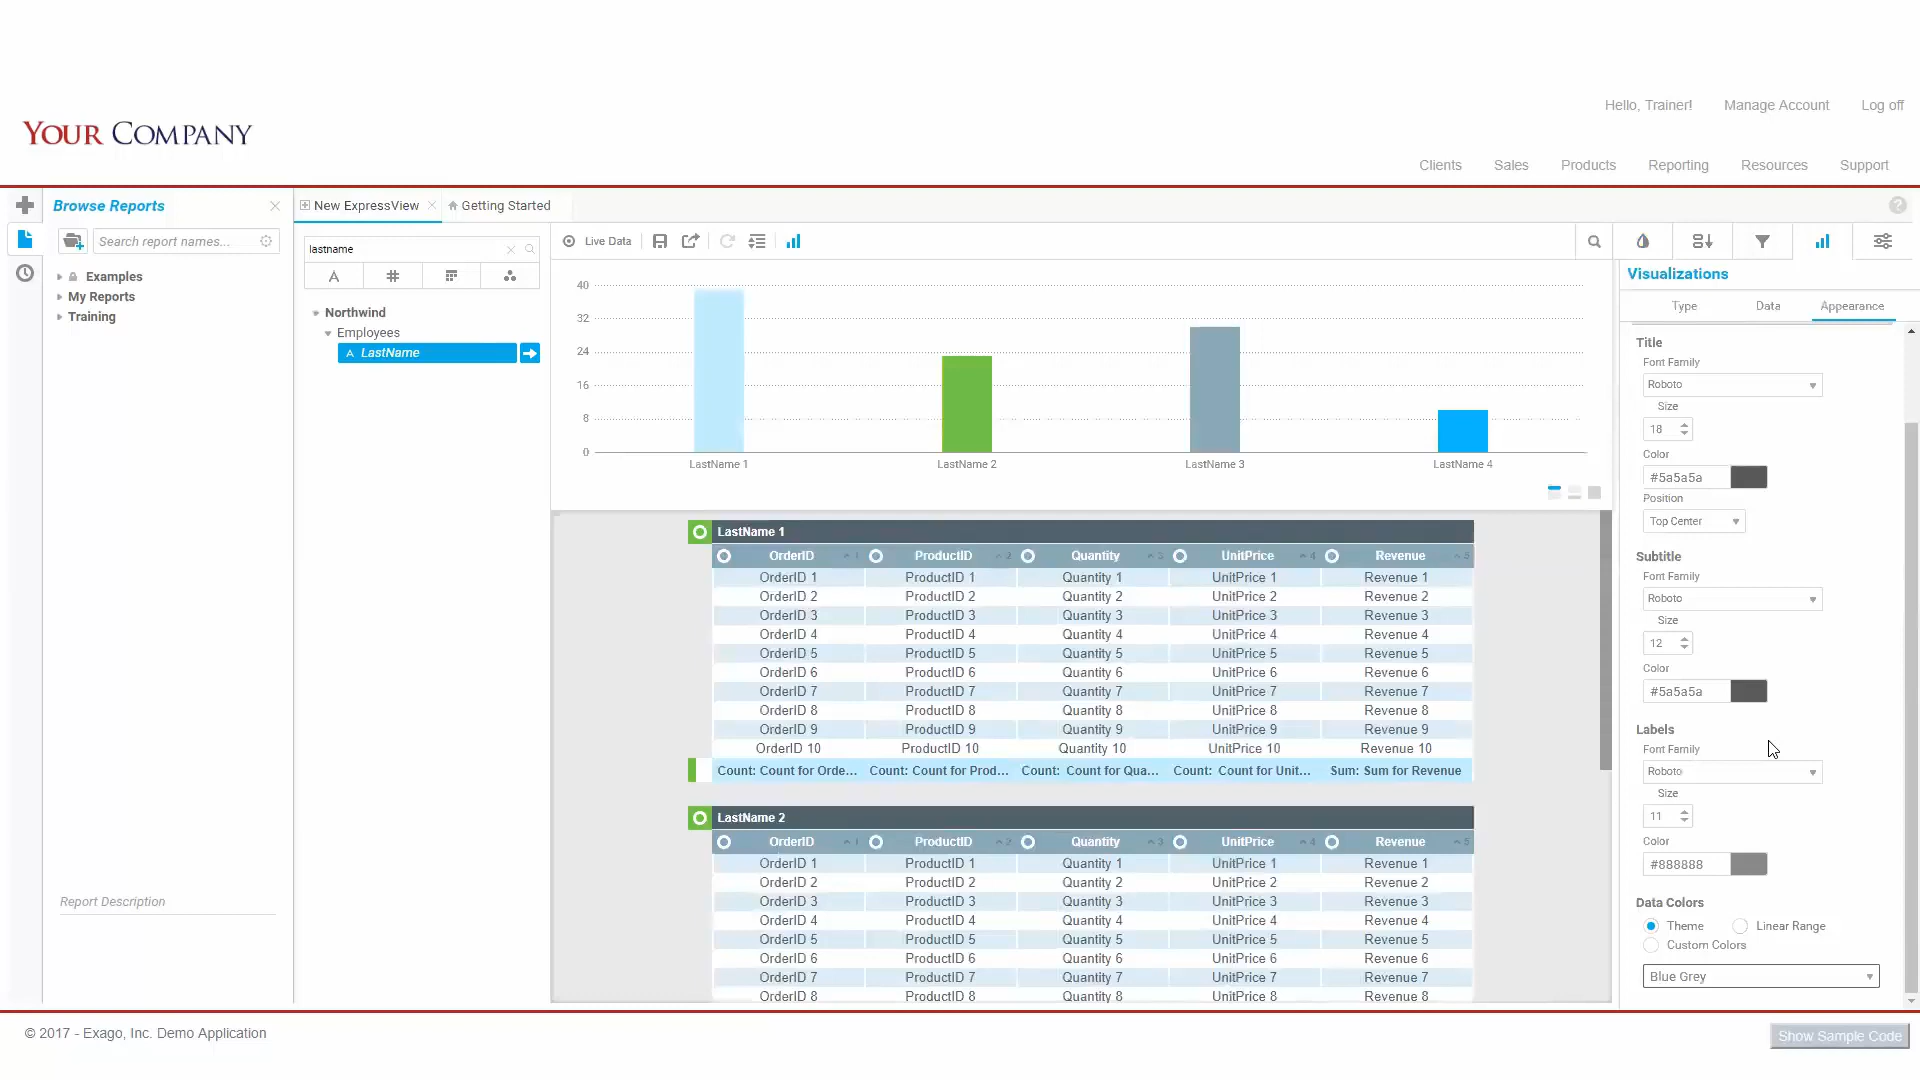 Hello, Trainer! Manage Account Log off
YOUR COMPANY
Clients Sales Products Reporting Resources Support
Browse Reports
Search report names...
Examples
My Reports
Training
Report Description
New ExpressView
Getting Started
lastname
A #
Northwind
Employees
A LastName
Live Data
40
32
24
16
8
0
LastName 1 LastName 2 LastName 3 LastName 4
LastName 1
OrderID 1 ProductID 2 Quantity 3 UnitPrice 4 Revenue 5
OrderID 1 ProductID 1 Quantity 1 UnitPrice 1 Revenue 1
OrderID 2 ProductID 2 Quantity 2 UnitPrice 2 Revenue 2
OrderID 3 ProductID 3 Quantity 3 UnitPrice 3 Revenue 3
OrderID 4 ProductID 4 Quantity 4 UnitPrice 4 Revenue 4
OrderID 5 ProductID 5 Quantity 5 UnitPrice 5 Revenue 5
OrderID 6 ProductID 6 Quantity 6 UnitPrice 6 Revenue 6
OrderID 7 ProductID 7 Quantity 7 UnitPrice 7 Revenue 7
OrderID 8 ProductID 8 Quantity 8 UnitPrice 8 Revenue 8
OrderID 9 ProductID 9 Quantity 9 UnitPrice 9 Revenue 9
OrderID 10 ProductID 10 Quantity 10 UnitPrice 10 Revenue 10
Count: Count for Orde... Count: Count for Prod... Count: Count for Qua... Count: Count for Unit... Sum: Sum for Revenue
LastName 2
OrderID 1 ProductID 2 Quantity 3 UnitPrice 4 Revenue 5
OrderID 1 ProductID 1 Quantity 1 UnitPrice 1 Revenue 1
OrderID 2 ProductID 2 Quantity 2 UnitPrice 2 Revenue 2
OrderID 3 ProductID 3 Quantity 3 UnitPrice 3 Revenue 3
OrderID 4 ProductID 4 Quantity 4 UnitPrice 4 Revenue 4
OrderID 5 ProductID 5 Quantity 5 UnitPrice 5 Revenue 5
OrderID 6 ProductID 6 Quantity 6 UnitPrice 6 Revenue 6
OrderID 7 ProductID 7 Quantity 7 UnitPrice 7 Revenue 7
OrderID 8 ProductID 8 Quantity 8 UnitPrice 8 Revenue 8
Visualizations
Type Data Appearance
Title
Font Family
Roboto
Size
18
Color
#5a5a5a
Position
Top Center
Subtitle
Font Family
Roboto
Size
12
Color
#5a5a5a
Labels
Font Family
Roboto
Size
11
Color
#888888
Data Colors
Theme Linear Range
Custom Colors
Blue Grey
© 2017 - Exago, Inc. Demo Application
Show Sample Code